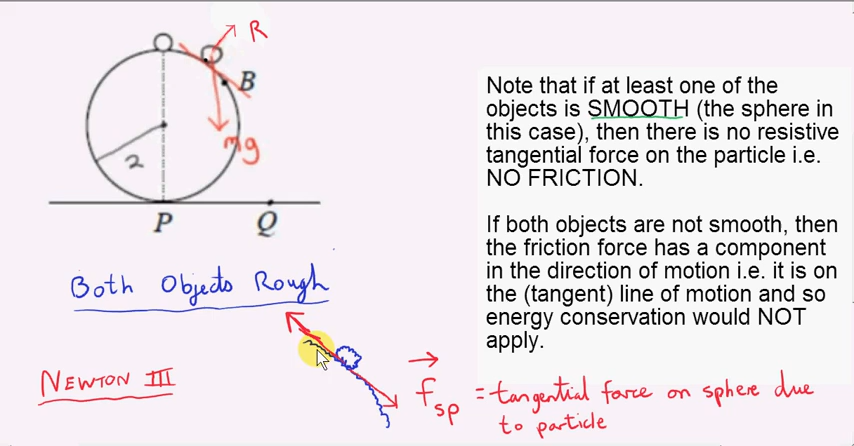 R
B
mg
2
P
Q
Note that if at least one of the
objects is SMOOTH (the sphere in
this case), then there is no resistive
tangential force on the particle i.e.
NO FRICTION.
If both objects are not smooth, then
the friction force has a component
in the direction of motion i.e. it is on
the (tangent) line of motion and so
energy conservation would NOT
apply.
Both Objects Rough
NEWTON III
f sp = tangential force on sphere due
to particle